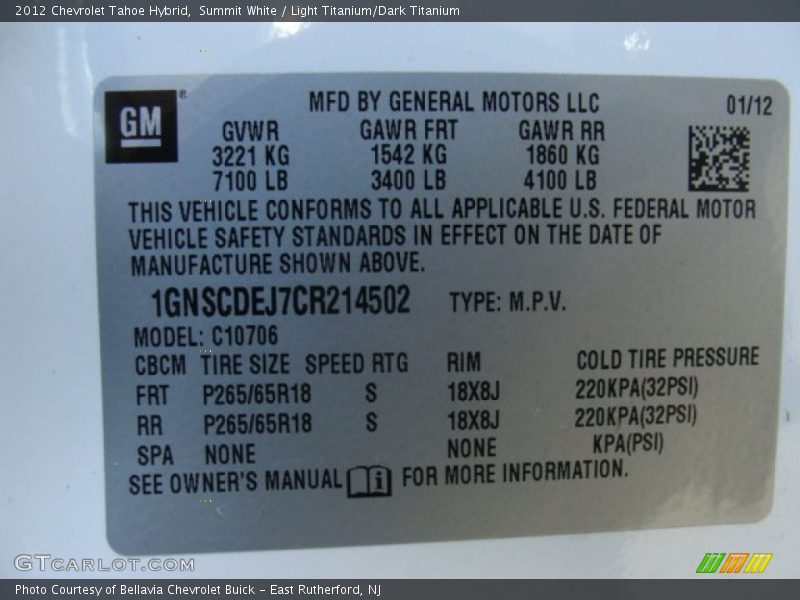 2012 Chevrolet Tahoe Hybrid,  Summit White / Light Titanium/Dark Titanium
GM®
MFD BY GENERAL MOTORS LLC 01/12
GVWR GAWR FRT GAWR RR
3221 KG 1542 KG 1860 KG
7100 LB 3400 LB 4100 LB
THIS VEHICLE CONFORMS TO ALL APPLICABLE U.S. FEDERAL MOTOR
VEHICLE SAFETY STANDARDS IN EFFECT ON THE DATE OF
MANUFACTURE SHOWN ABOVE.
1GNSCDEJ7CR214502 TYPE: M.P.V.
MODEL: C10706
CBCM TIRE SIZE SPEED RTG RIM COLD TIRE PRESSURE
FRT P265/65R18 S 18X8J 220KPA(32PSI)
RR P265/65R18 S 18X8J 220KPA(32PSI)
SPA NONE NONE KPA(PSI)
SEE OWNER'S MANUAL i FOR MORE INFORMATION.
GTCARLOT.COM
Photo Courtesy of Bellavia Chevrolet Buick – East Rutherford, NJ